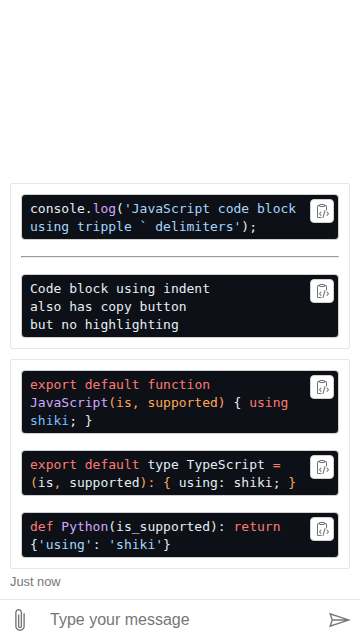 console.log('JavaScript code block
using tripple ` delimiters');
Code block using indent
also has copy button
but no highlighting
export default function
JavaScript(is, supported) { using
shiki; }
export default type TypeScript =
(is, supported): { using: shiki; }
def Python(is_supported): return
{'using': 'shiki'}
Just now
Type your message